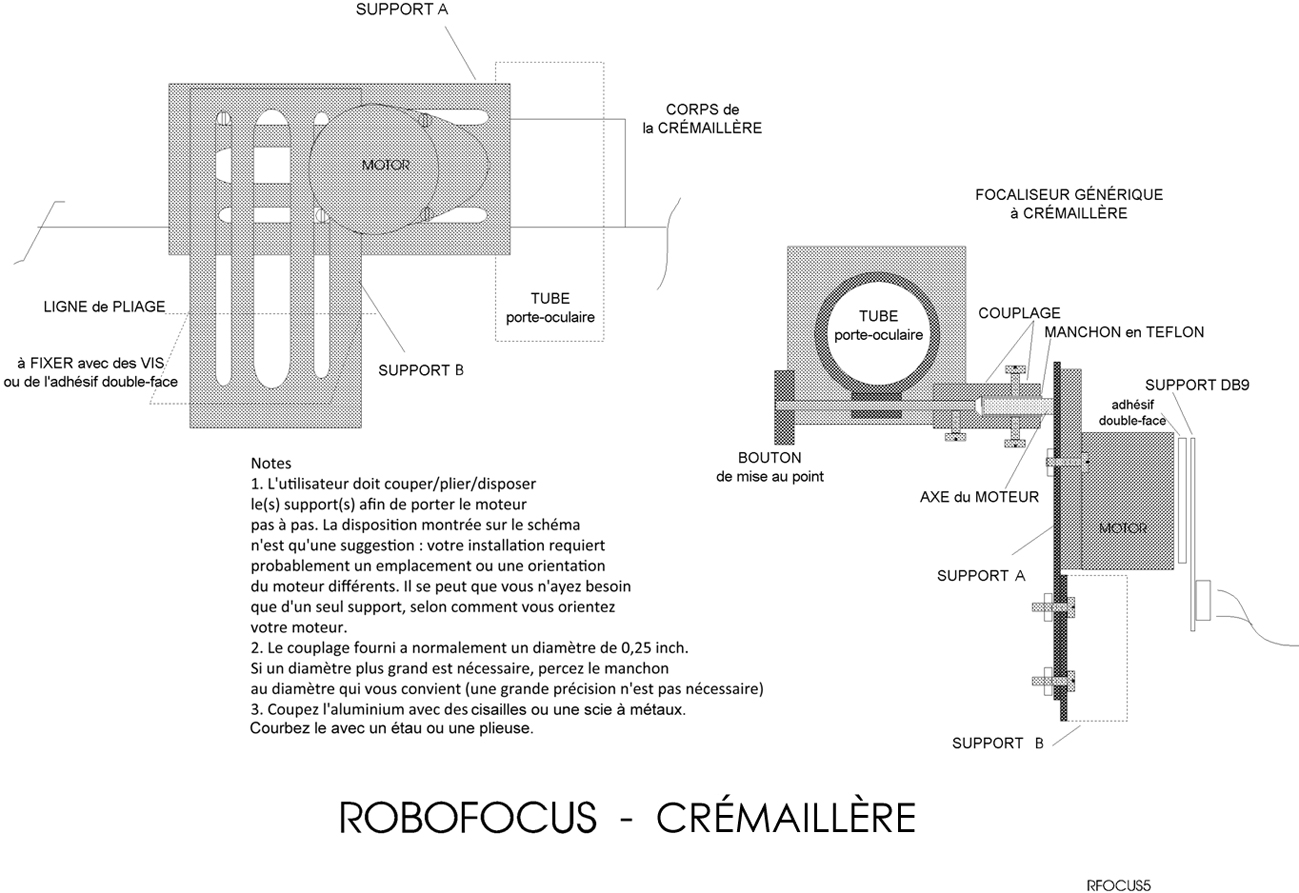 SUPPORT A
CORPS de
la CRÉMAILLÈRE
MOTOR
LIGNE de PLIAGE
TUBE
porte-oculaire
à FIXER avec des VIS
ou de l'adhésif double-face
SUPPORT B
FOCALISEUR GÉNÉRIQUE
à CRÉMAILLÈRE
TUBE
porte-oculaire
COUPLAGE
MANCHON en TEFLON
SUPPORT DB9
adhésif
double-face
BOUTON
de mise au point
AXE du MOTEUR
MOTOR
SUPPORT A
SUPPORT B
Notes
1. L'utilisateur doit couper/plier/disposer
le(s) support(s) afin de porter le moteur
pas à pas. La disposition montrée sur le schéma
n'est qu'une suggestion : votre installation requiert
probablement un emplacement ou une orientation
du moteur différents. Il se peut que vous n'ayez besoin
que d'un seul support, selon comment vous orientez
votre moteur.
2. Le couplage fourni a normalement un diamètre de 0,25 inch.
Si un diamètre plus grand est nécessaire, percez le manchon
au diamètre qui vous convient (une grande précision n'est pas nécessaire)
3. Coupez l'aluminium avec des cisailles ou une scie à métaux.
Courbez le avec un étau ou une plieuse.
ROBOFOCUS - CRÉMAILLÈRE
RFOCUS5